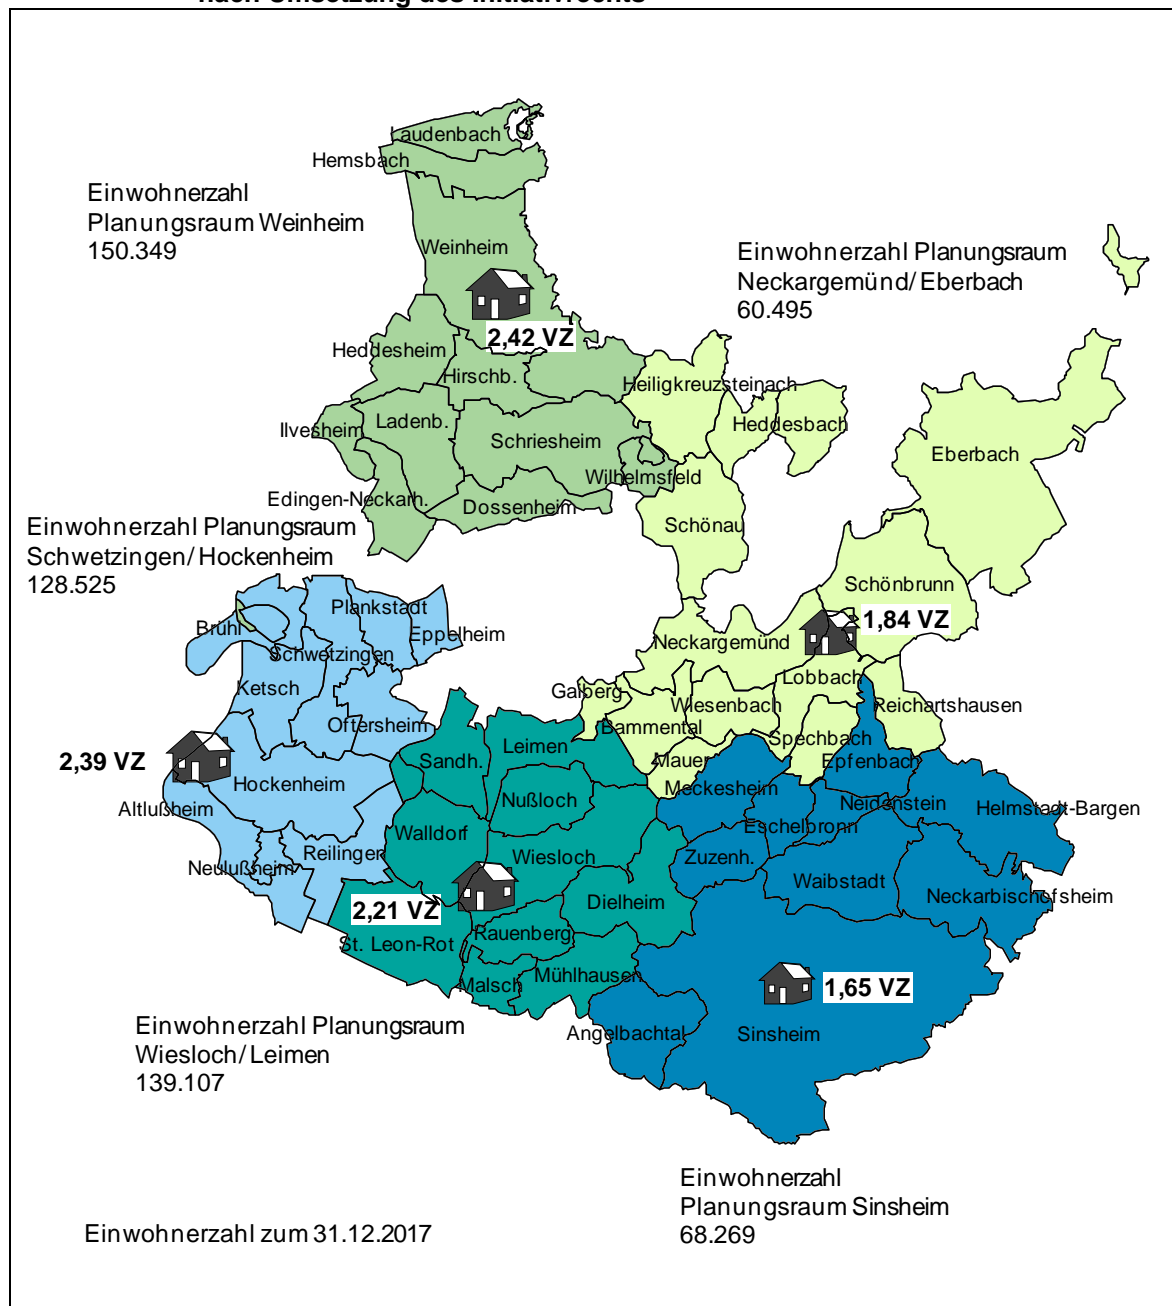 nach Umsetzung des Initiativrechts
Laudenbach
Hemsbach
Einwohnerzahl
Planungsraum Weinheim
150.349
Weinheim
Einwohnerzahl Planungsraum
Neckargemünd/Eberbach
60.495
2,42 VZ
Heddesheim
Hirschb.
Heiligkreuzsteinach
Heddesbach
Ilvesheim
Ladenb.
Schriesheim
Eberbach
Wilhelmsfeld
Edingen-Neckarh.
Dossenheim
Schönau
Einwohnerzahl Planungsraum
Schwetzingen/Hockenheim
128.525
Schönbrunn
1,84 VZ
Plankstadt
Brühl
Eppelheim
Schwetzingen
Neckargemünd
Ketsch
Lobbach
Gaiberg
Wiesenbach
Reichartshausen
Oftersheim
Bammental
Spechbach
2,39 VZ
Leimen
Sandh.
Mauer
Epfenbach
Hockenheim
Meckesheim
Altlußheim
Nußloch
Neidenstein
Helmstadt-Bargen
Walldorf
Eschelbronn
Reilingen
Wiesloch
Zuzenh.
Neulußheim
Waibstadt
Neckarbischofsheim
2,21 VZ
Dielheim
Rauenberg
St. Leon-Rot
Malsch
Mühlhausen
1,65 VZ
Angelbachtal
Sinsheim
Einwohnerzahl Planungsraum
Wiesloch/Leimen
139.107
Einwohnerzahl
Planungsraum Sinsheim
68.269
Einwohnerzahl zum 31.12.2017